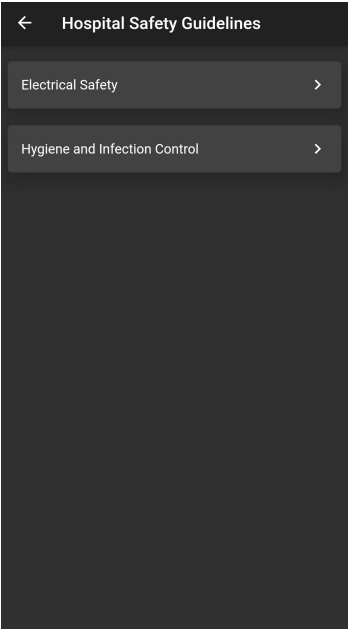 Hospital Safety Guidelines
Electrical Safety
Hygiene and Infection Control